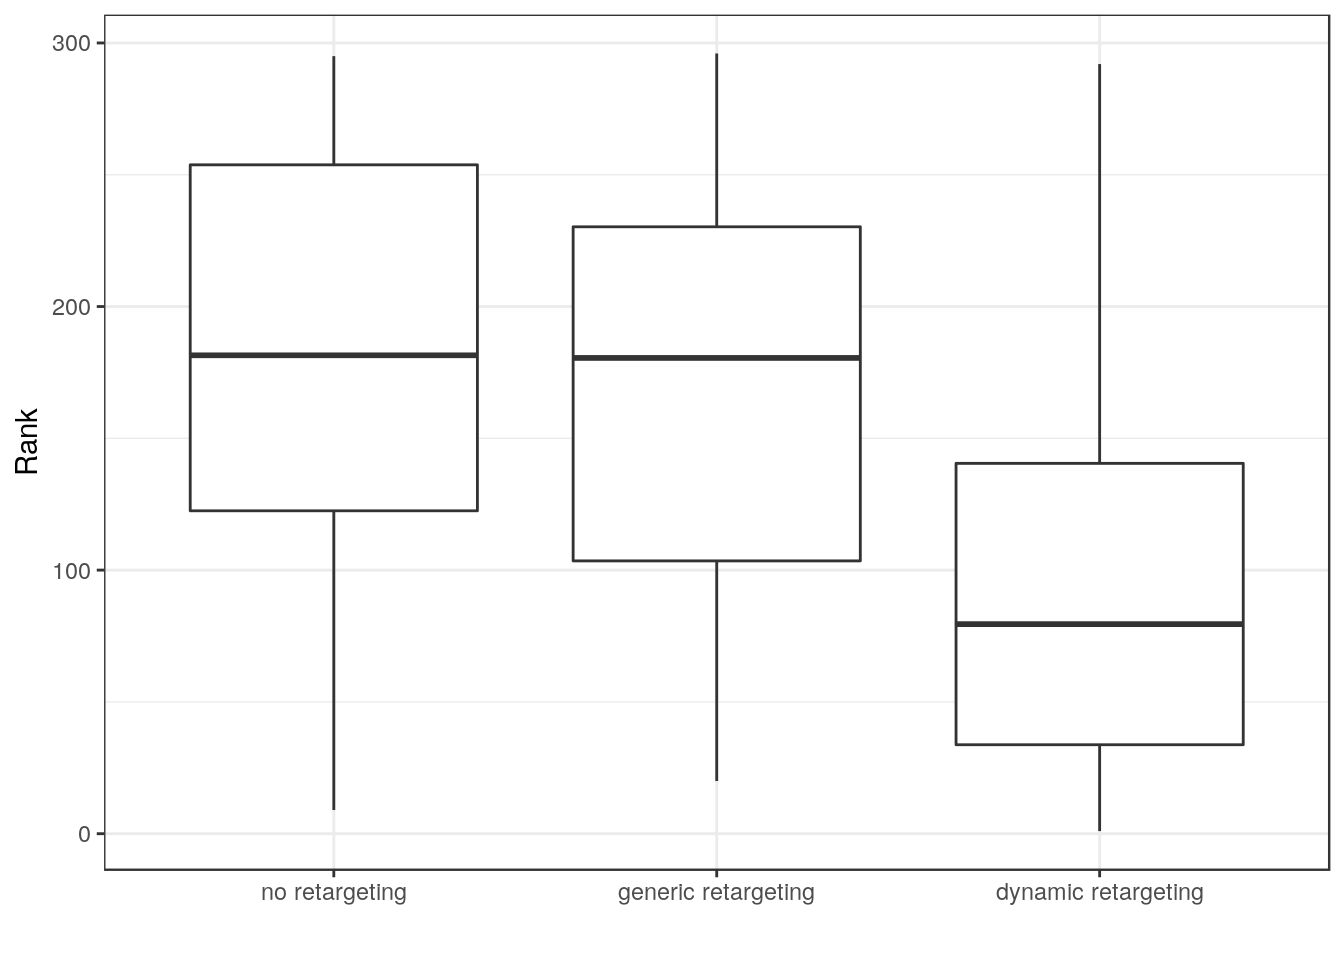 300
200
100
0
Rank
no retargeting
generic retargeting
dynamic retargeting